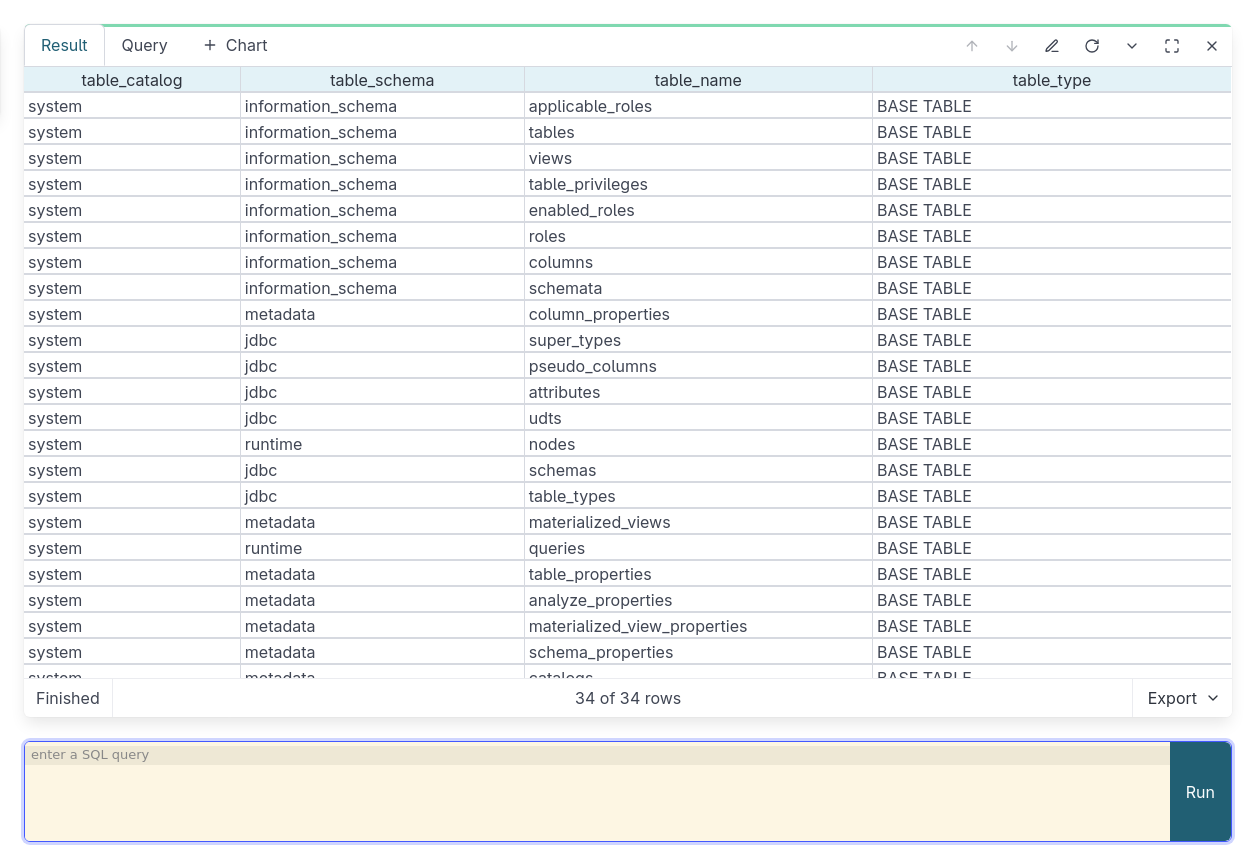 Result Query + Chart
table_catalog table_schema table_name table_type
system information_schema applicable_roles BASE TABLE
system information_schema tables BASE TABLE
system information_schema views BASE TABLE
system information_schema table_privileges BASE TABLE
system information_schema enabled_roles BASE TABLE
system information_schema roles BASE TABLE
system information_schema columns BASE TABLE
system information_schema schemata BASE TABLE
system metadata column_properties BASE TABLE
system jdbc super_types BASE TABLE
system jdbc pseudo_columns BASE TABLE
system jdbc attributes BASE TABLE
system jdbc udts BASE TABLE
system runtime nodes BASE TABLE
system jdbc schemas BASE TABLE
system jdbc table_types BASE TABLE
system metadata materialized_views BASE TABLE
system runtime queries BASE TABLE
system metadata table_properties BASE TABLE
system metadata analyze_properties BASE TABLE
system metadata materialized_view_properties BASE TABLE
system metadata schema_properties BASE TABLE
system metadata catalogs BASE TABLE
Finished 34 of 34 rows Export
enter a SQL query
Run